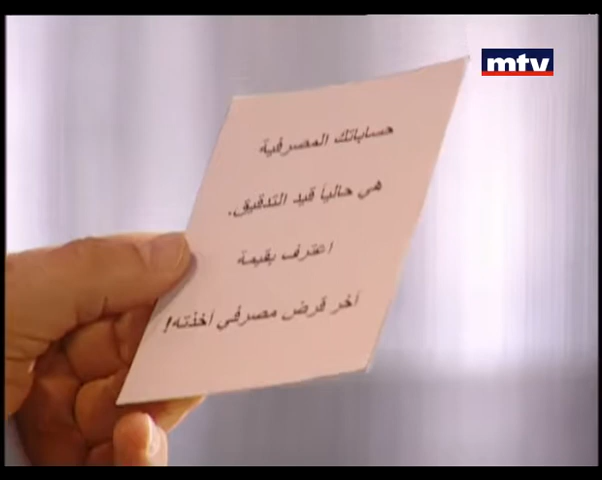 mtv
حساباتك المصرفية
هي حالياً قيد التدقيق.
اعترف بقيمة
آخر قرض مصرفي أخذته!